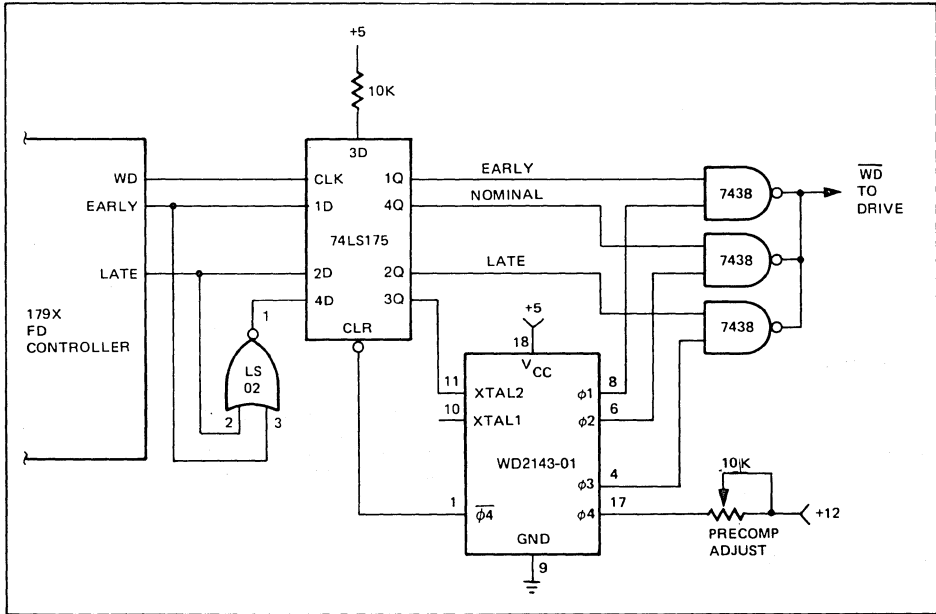 +5
10K
3D
WD
CLK
1Q
EARLY
EARLY
1D
4Q
NOMINAL
7438
WD
TO
DRIVE
74LS175
7438
LATE
2D
2Q
LATE
4D
3Q
7438
1
CLR
+5
179X
FD
CONTROLLER
LS
02
2
3
18
VCC
11
XTAL2
ϕ1
8
10
XTAL1
ϕ2
6
WD2143-01
ϕ3
4
10K
1
ϕ4
ϕ4
17
+12
PRECOMP
ADJUST
GND
9